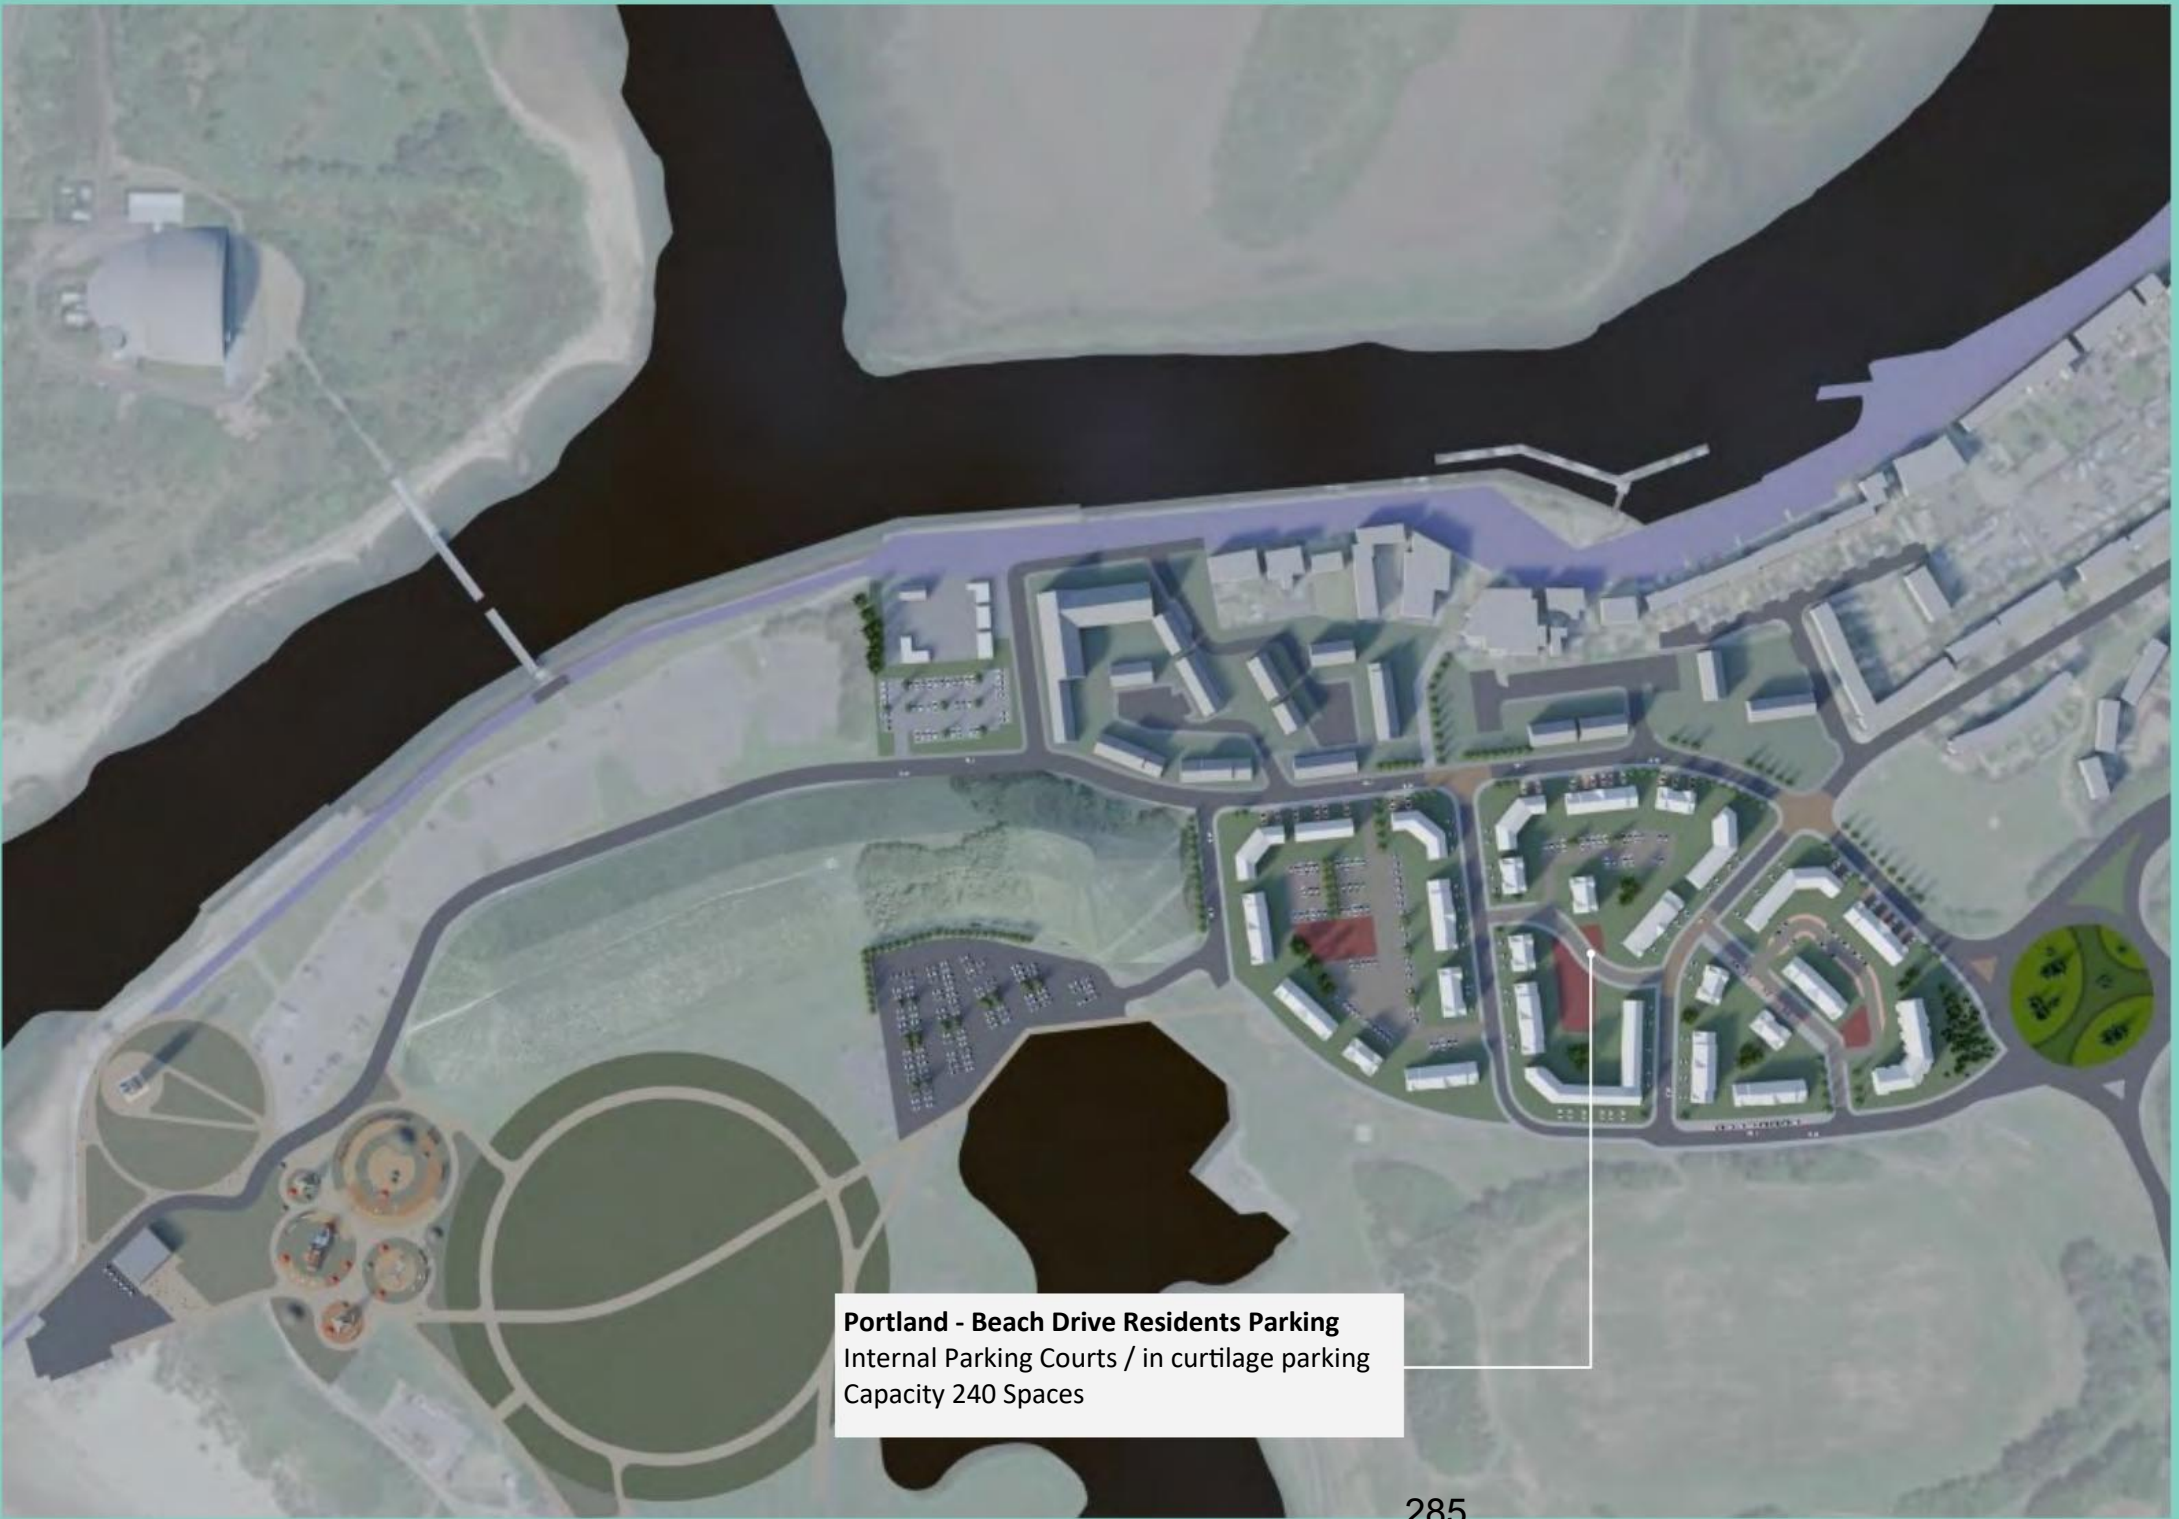 Portland - Beach Drive Residents Parking
Internal Parking Courts / in curtilage parking
Capacity 240 Spaces
285